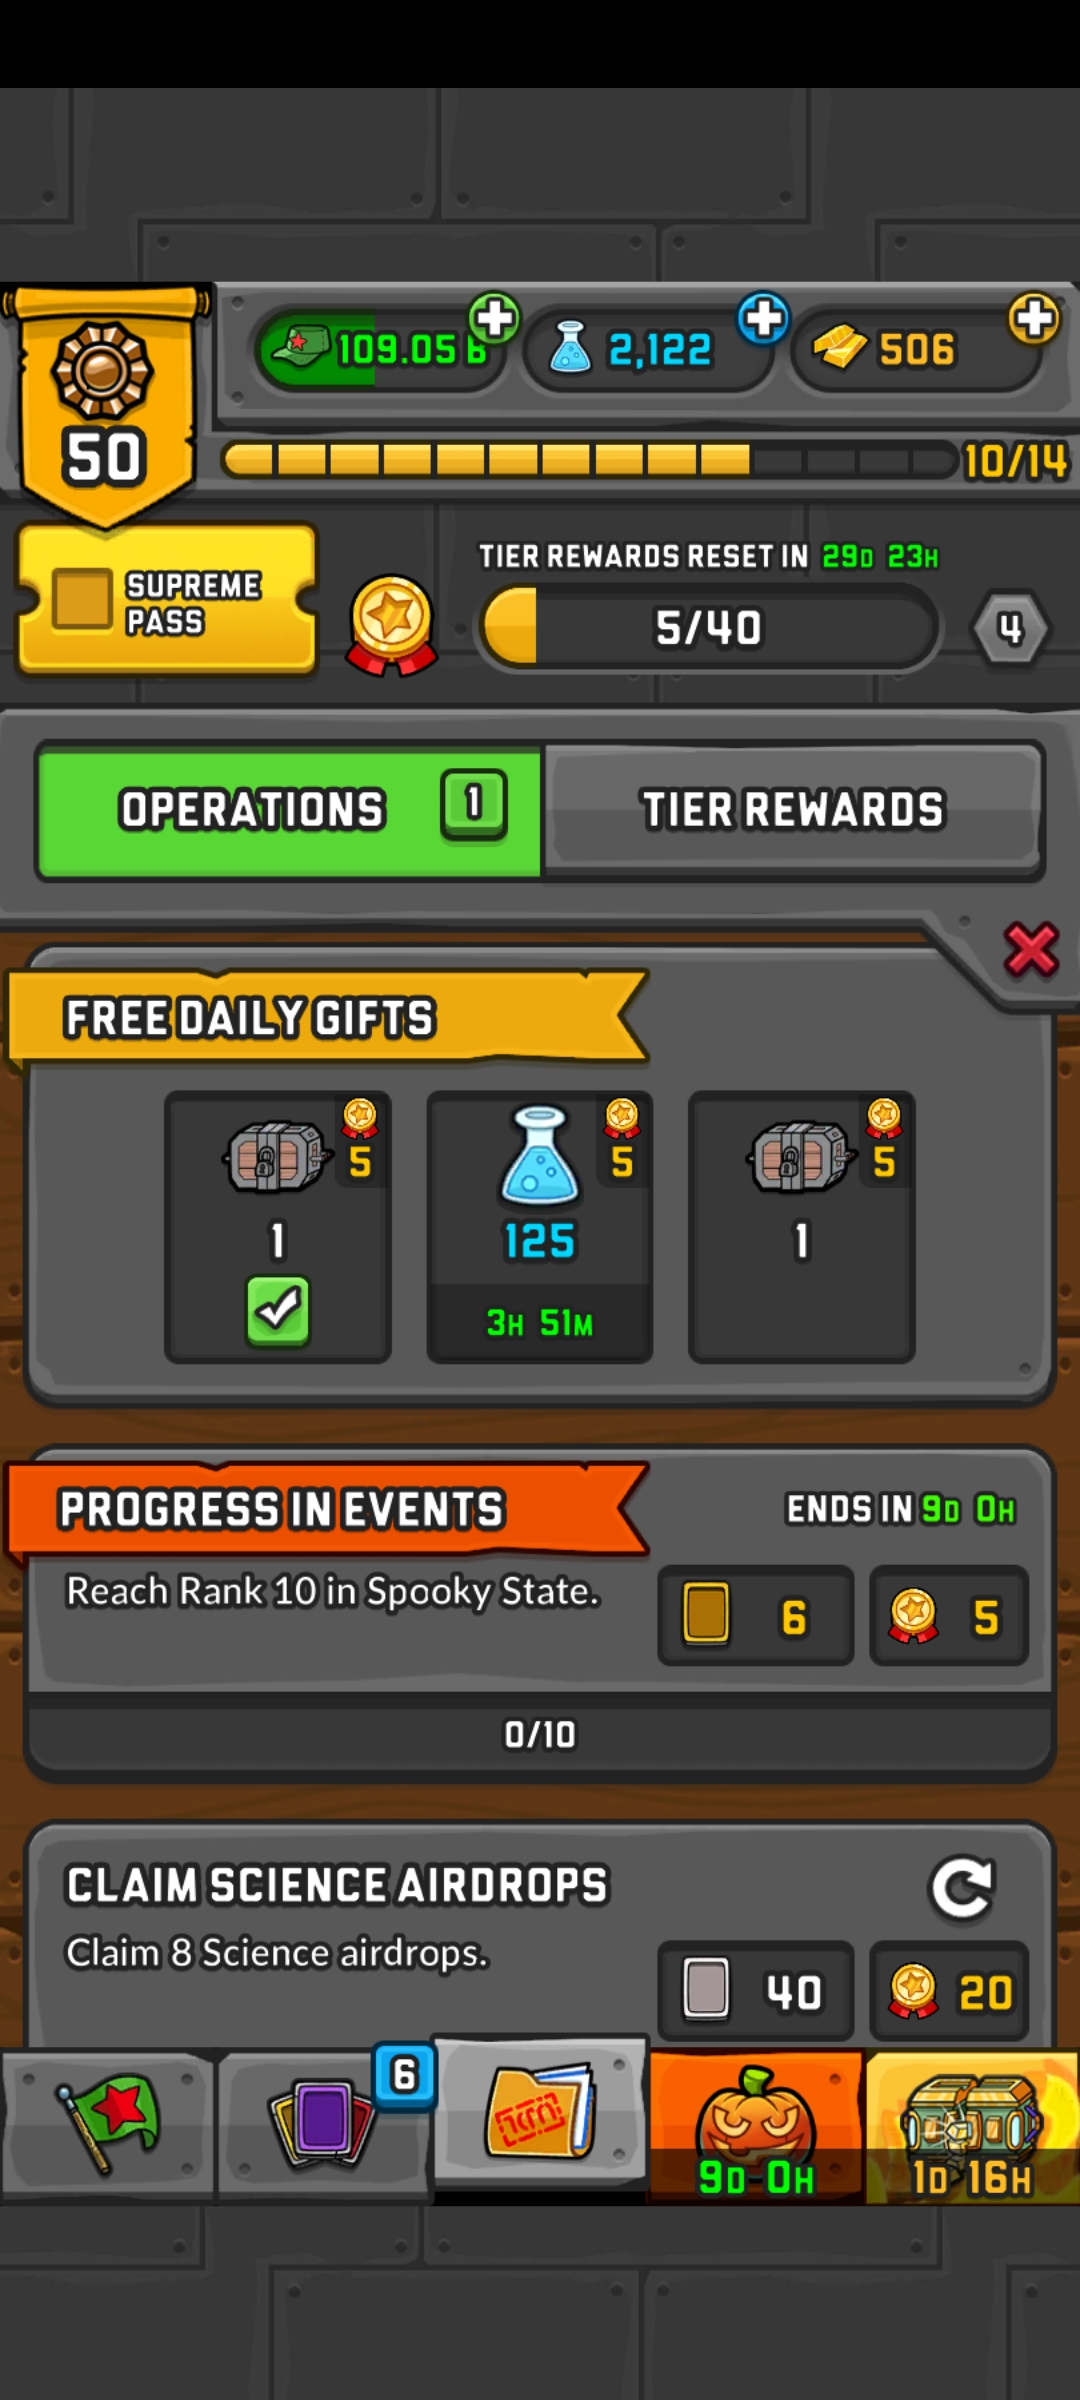 109.05 B
2,122
506
50
10/14
SUPREME
PASS
TIER REWARDS RESET IN 29D 23H
5/40
4
OPERATIONS 1
TIER REWARDS
FREE DAILY GIFTS
5
5
5
1
125
1
3H 51M
PROGRESS IN EVENTS
ENDS IN 9D 0H
Reach Rank 10 in Spooky State.
6
5
0/10
CLAIM SCIENCE AIRDROPS
Claim 8 Science airdrops.
40
20
6
9D 0H
1D 16H